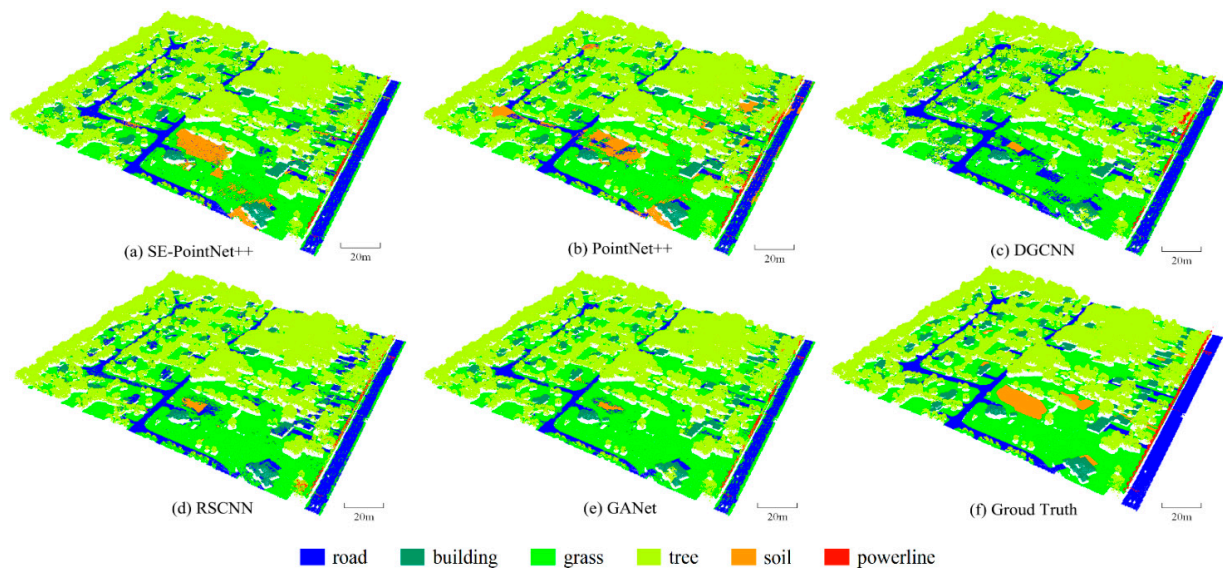 (a) SE-PointNet++
20m
(b) PointNet++
20m
(c) DGCNN
20m
(d) RSCNN
20m
(e) GANet
20m
(f) Groud Truth
20m
road building grass tree soil powerline